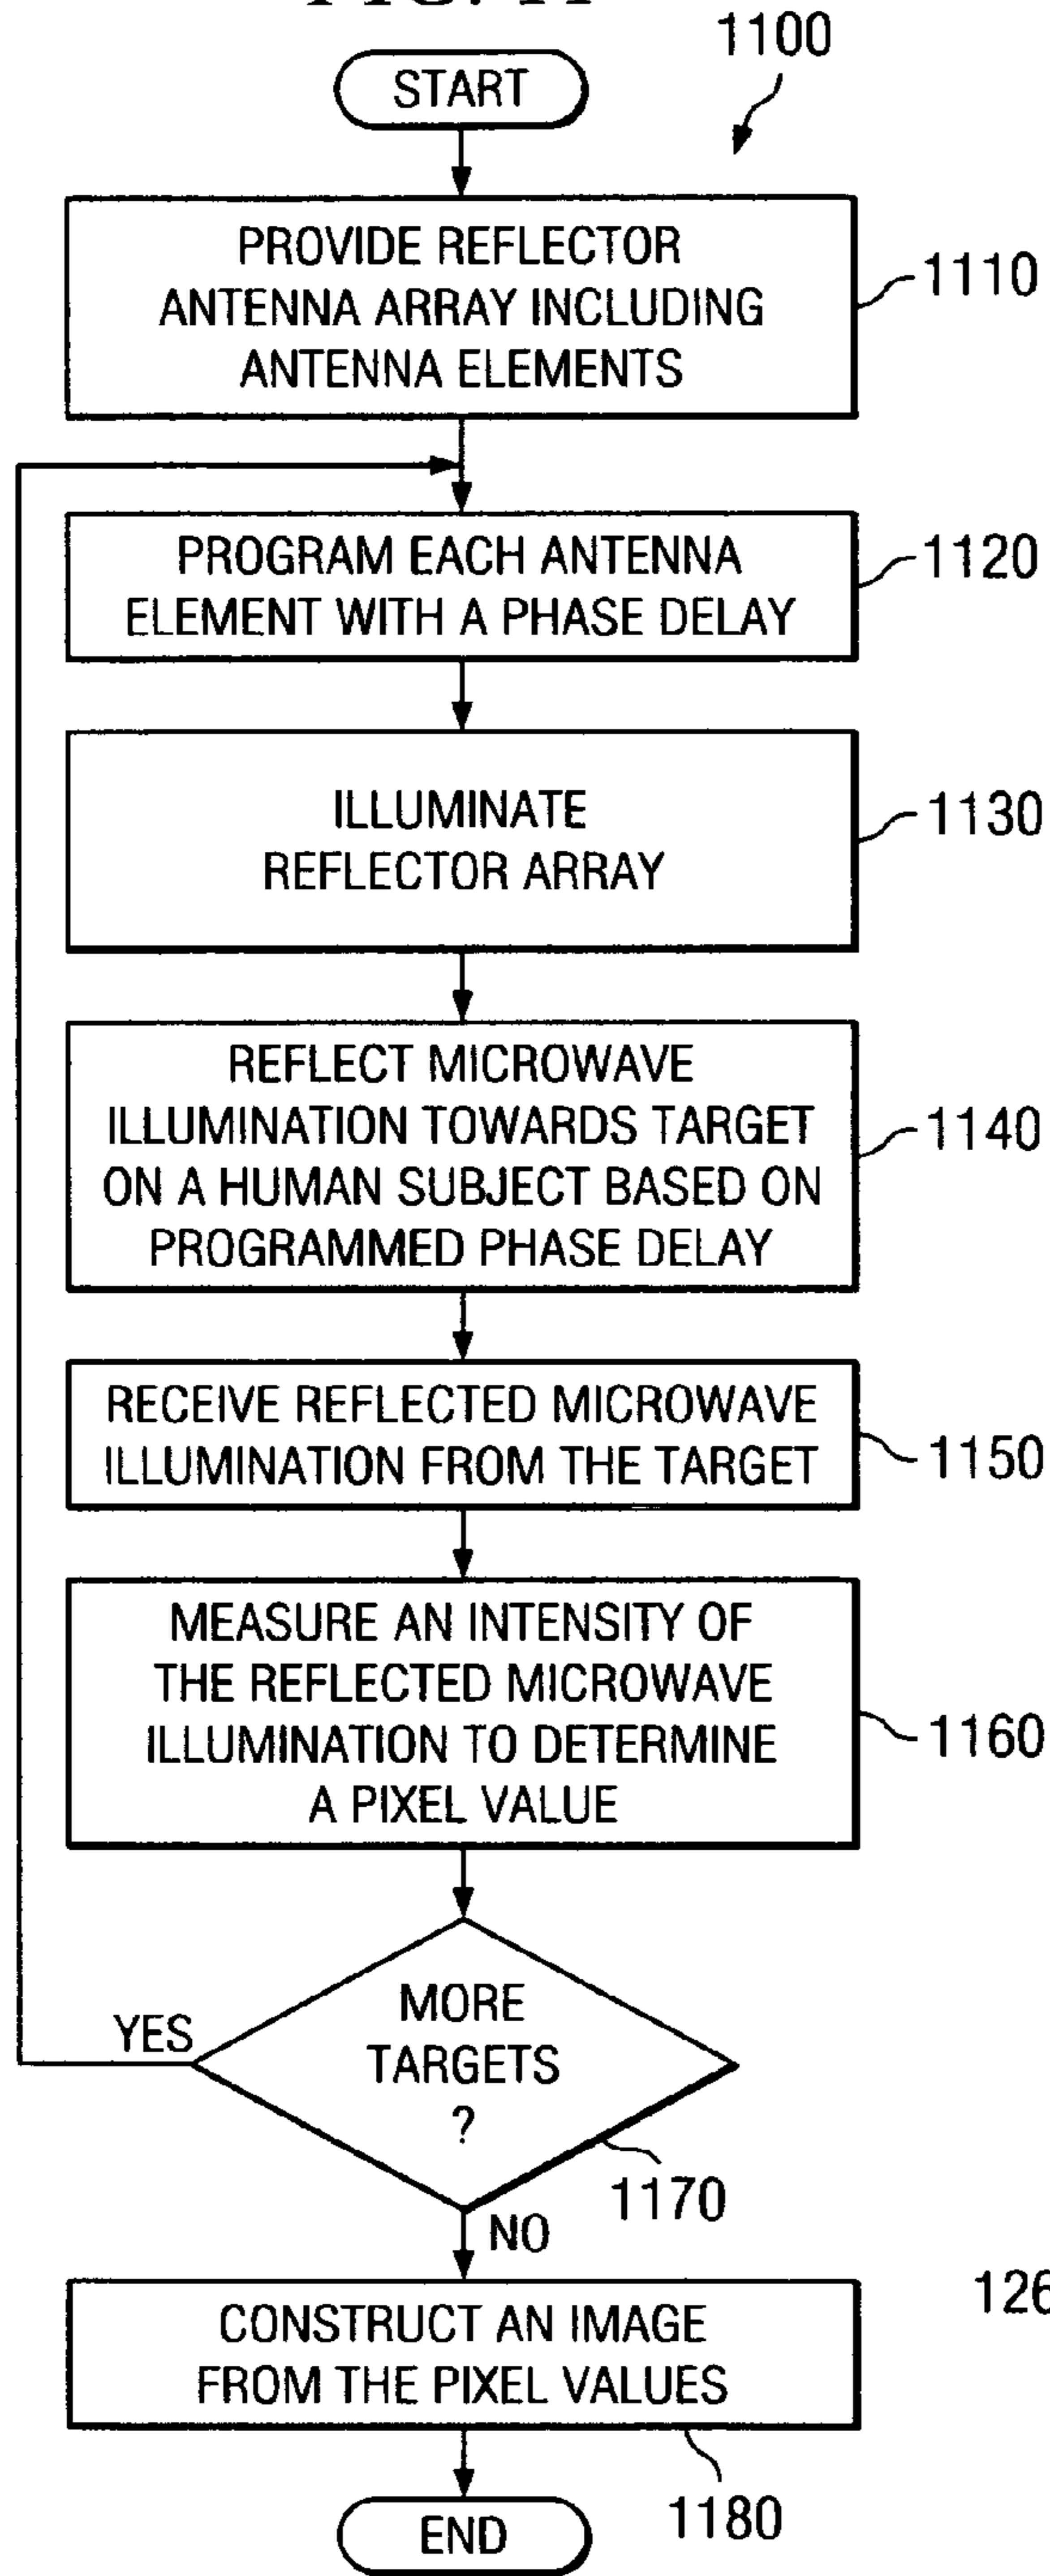 1100
START
PROVIDE REFLECTOR
ANTENNA ARRAY INCLUDING
ANTENNA ELEMENTS
1110
PROGRAM EACH ANTENNA
ELEMENT WITH A PHASE DELAY
1120
ILLUMINATE
REFLECTOR ARRAY
1130
REFLECT MICROWAVE
ILLUMINATION TOWARDS TARGET
ON A HUMAN SUBJECT BASED ON
PROGRAMMED PHASE DELAY
1140
RECEIVE REFLECTED MICROWAVE
ILLUMINATION FROM THE TARGET
1150
MEASURE AN INTENSITY OF
THE REFLECTED MICROWAVE
ILLUMINATION TO DETERMINE
A PIXEL VALUE
1160
MORE
TARGETS
?
YES
1170
NO
CONSTRUCT AN IMAGE
FROM THE PIXEL VALUES
126
1180
END